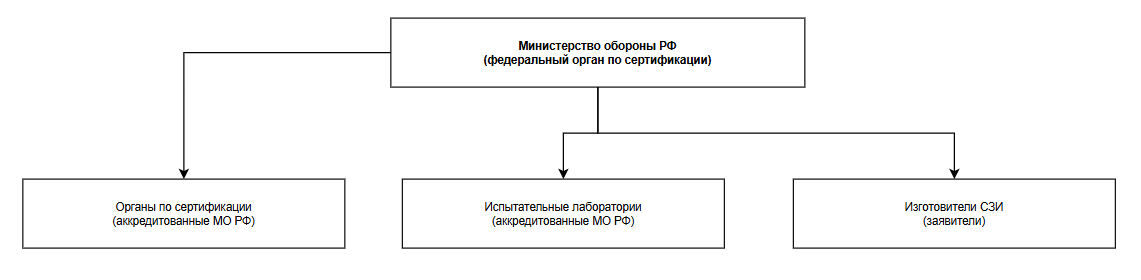 Министерство обороны РФ
(федеральный орган по сертификации)
Органы по сертификации
(аккредитованные МО РФ)
Испытательные лаборатории
(аккредитованные МО РФ)
Изготовители СЗИ
(заявители)